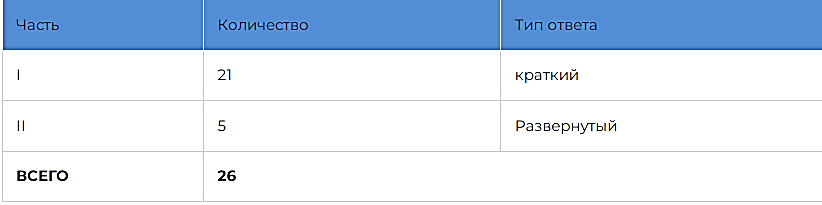 Часть Количество Тип ответа
I 21 краткий
II 5 Развернутый
ВСЕГО 26